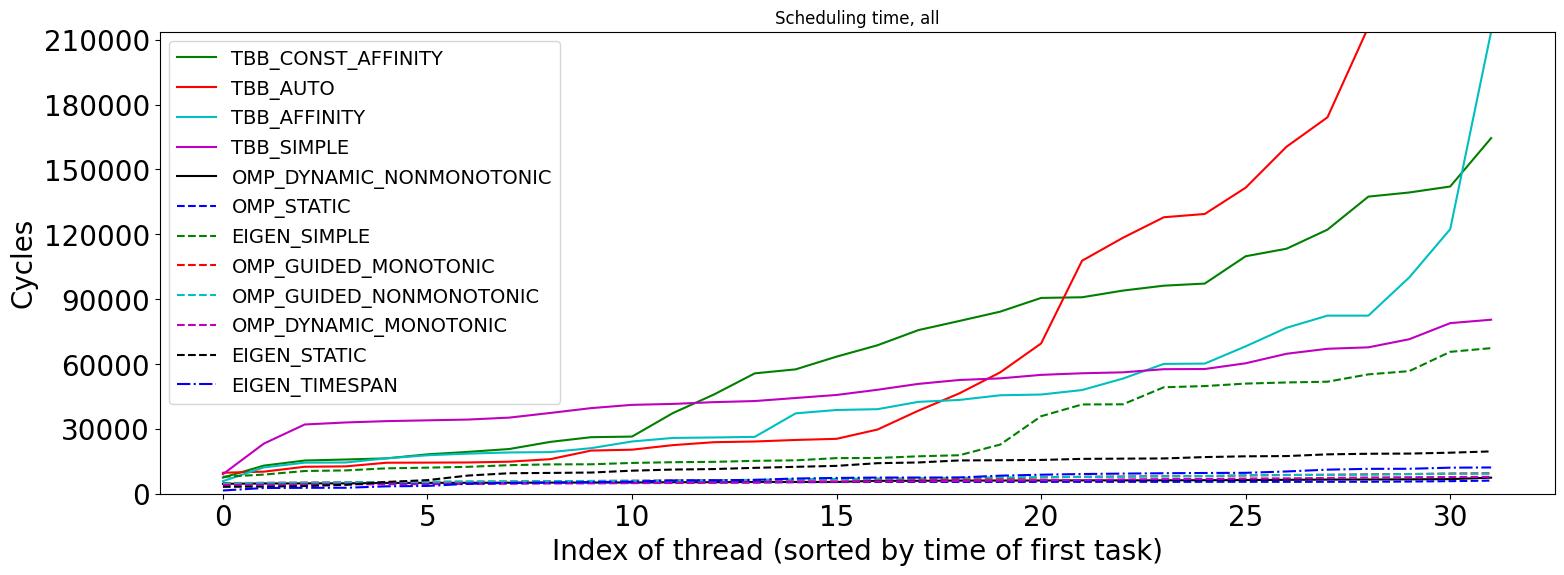 Scheduling time, all
210000
180000
150000
120000
90000
60000
30000
0
Cycles
TBB_CONST_AFFINITY
TBB_AUTO
TBB_AFFINITY
TBB_SIMPLE
OMP_DYNAMIC_NONMONOTONIC
OMP_STATIC
EIGEN_SIMPLE
OMP_GUIDED_MONOTONIC
OMP_GUIDED_NONMONOTONIC
OMP_DYNAMIC_MONOTONIC
EIGEN_STATIC
EIGEN_TIMESPAN
0 5 10 15 20 25 30
Index of thread (sorted by time of first task)